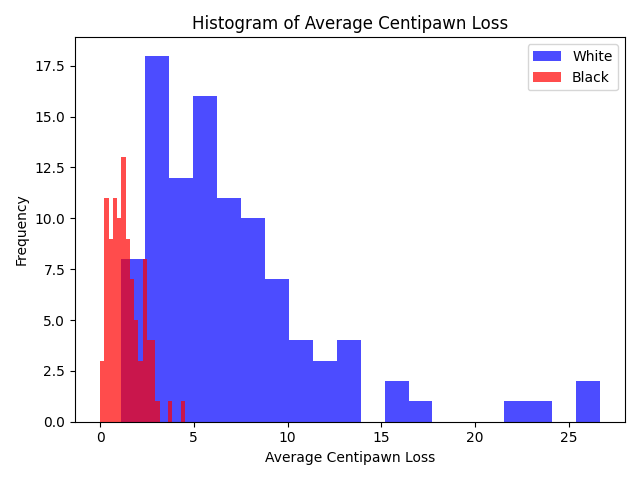 Histogram of Average Centipawn Loss
White
Black
17.5
15.0
12.5
10.0
7.5
5.0
2.5
0.0
Frequency
0 5 10 15 20 25
Average Centipawn Loss